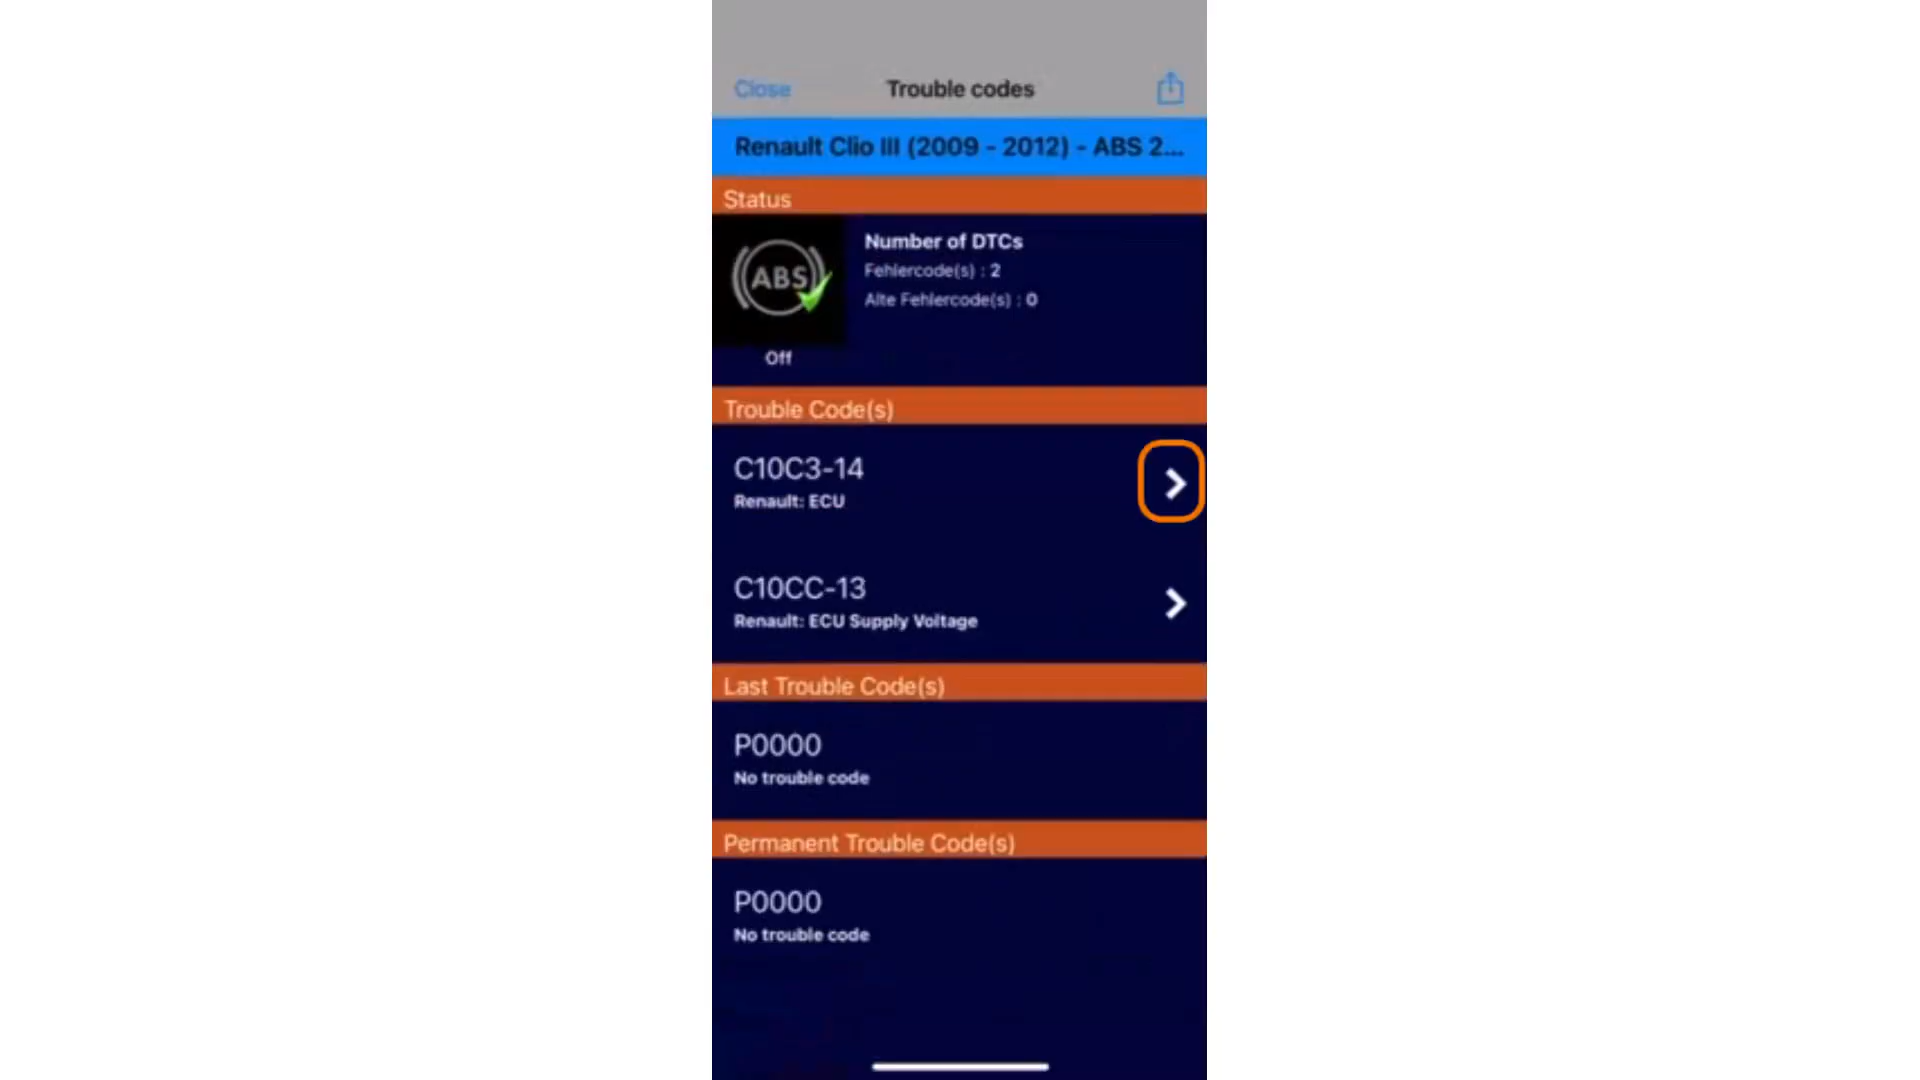 Close
Trouble codes
Renault Clio III (2009 - 2012) - ABS 2...
Status
ABS
Number of DTCs
Fehlercode(s) : 2
Alte Fehlercode(s) : 0
Off
Trouble Code(s)
C10C3-14
Renault: ECU
C10CC-13
Renault: ECU Supply Voltage
Last Trouble Code(s)
P0000
No trouble code
Permanent Trouble Code(s)
P0000
No trouble code